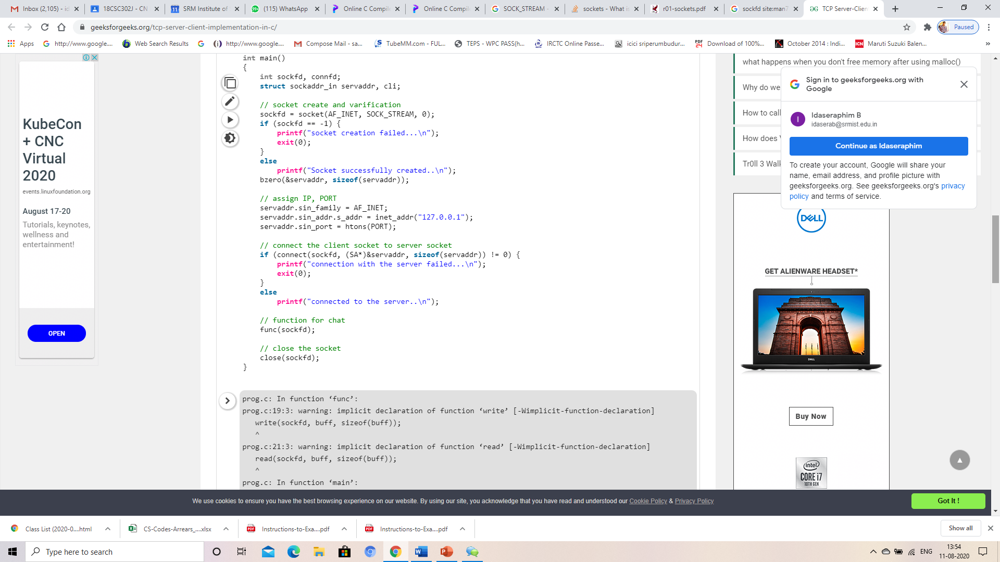 Inbox (2,105) - id
18CSC302J - CN
SRM Institute of
(115) WhatsApp
Online C Compil
Online C Compil
SOCK_STREAM -
sockets - What is
r01-sockets.pdf
sockfd site:man7
TCP Server-Clien
geeksforgeeks.org/tcp-server-client-implementation-in-c/
Paused
Apps
http://www.google....
Web Search Results
http://www.google...
Compose Mail - sa...
TubeMM.com - FUL...
TEPS - WPC PASS(h...
IRCTC Online Passe...
icici sriperumbudur...
Download of 100%...
October 2014 : Indi...
Maruti Suzuki Balen...
»
KubeCon
+ CNC
Virtual
2020
events.linuxfoundation.org
August 17-20
Tutorials, keynotes,
wellness and
entertainment!
OPEN
int main()
{
int sockfd, connfd;
struct sockaddr_in servaddr, cli;
// socket create and varification
sockfd = socket(AF_INET, SOCK_STREAM, 0);
if (sockfd == -1) {
printf("socket creation failed...\n");
exit(0);
}
else
printf("Socket successfully created..\n");
bzero(&servaddr, sizeof(servaddr));
// assign IP, PORT
servaddr.sin_family = AF_INET;
servaddr.sin_addr.s_addr = inet_addr("127.0.0.1");
servaddr.sin_port = htons(PORT);
// connect the client socket to server socket
if (connect(sockfd, (SA*)&servaddr, sizeof(servaddr)) != 0) {
printf("connection with the server failed...\n");
exit(0);
}
else
printf("connected to the server..\n");
// function for chat
func(sockfd);
// close the socket
close(sockfd);
}
prog.c: In function ‘func’:
prog.c:19:3: warning: implicit declaration of function ‘write’ [-Wimplicit-function-declaration]
write(sockfd, buff, sizeof(buff));
^
prog.c:21:3: warning: implicit declaration of function ‘read’ [-Wimplicit-function-declaration]
read(sockfd, buff, sizeof(buff));
^
prog.c: In function ‘main’:
what happens when you don't free memory after using malloc()
Why do we
How to call
How does V
Tr0ll 3 Walk
Sign in to geeksforgeeks.org with
Google
I
Idaseraphim B
idaserab@srmist.edu.in
Continue as Idaseraphim
To create your account, Google will share your
name, email address, and profile picture with
geeksforgeeks.org. See geeksforgeeks.org's privacy
policy and terms of service.
DELL
GET ALIENWARE HEADSET*
DELL
Buy Now
intel
CORE i7
10TH GEN
We use cookies to ensure you have the best browsing experience on our website. By using our site, you acknowledge that you have read and understood our Cookie Policy & Privacy Policy
Got It !
Class List (2020-0....html
CS-Codes-Arrears_....xlsx
Instructions-to-Exa....pdf
Instructions-to-Exa....pdf
Show all
Type here to search
ENG
13:54
11-08-2020